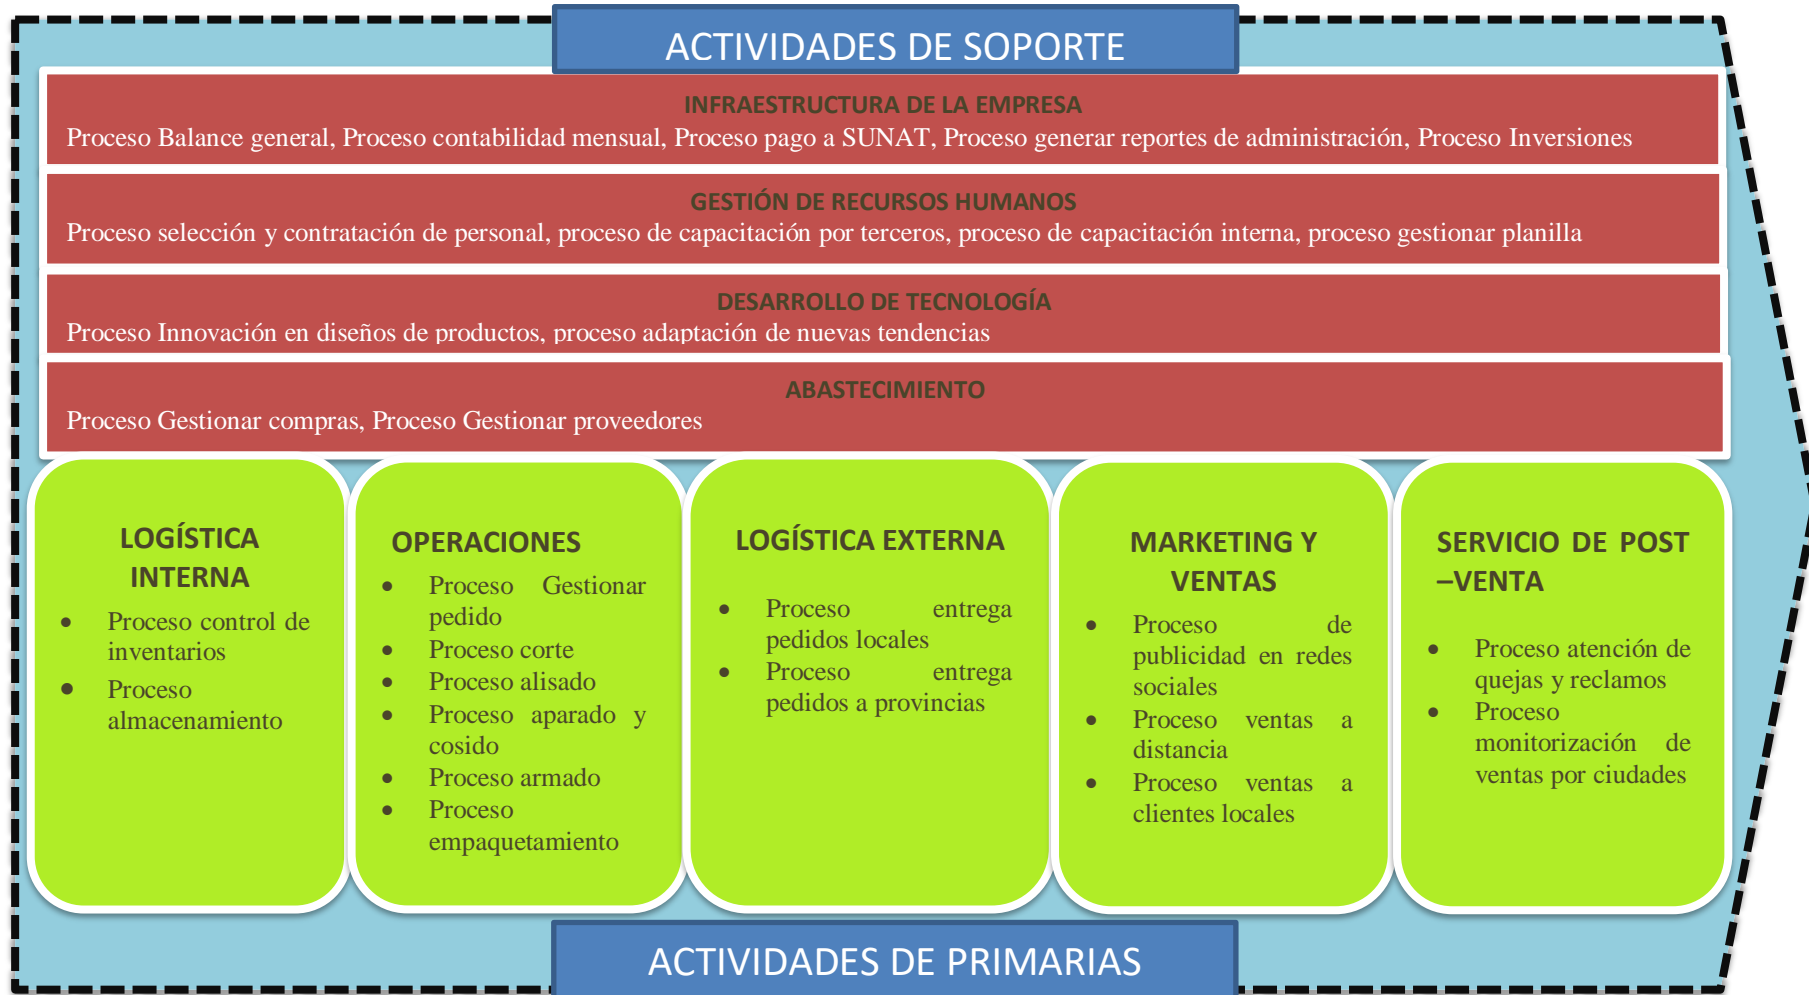 ACTIVIDADES DE SOPORTE
INFRAESTRUCTURA DE LA EMPRESA
Proceso Balance general, Proceso contabilidad mensual, Proceso pago a SUNAT, Proceso generar reportes de administración, Proceso Inversiones
GESTIÓN DE RECURSOS HUMANOS
Proceso selección y contratación de personal, proceso de capacitación por terceros, proceso de capacitación interna, proceso gestionar planilla
DESARROLLO DE TECNOLOGÍA
Proceso Innovación en diseños de productos, proceso adaptación de nuevas tendencias
ABASTECIMIENTO
Proceso Gestionar compras, Proceso Gestionar proveedores
LOGÍSTICA
INTERNA
• Proceso control de
inventarios
• Proceso
almacenamiento
OPERACIONES
• Proceso Gestionar
pedido
• Proceso corte
• Proceso alisado
• Proceso aparado y
cosido
• Proceso armado
• Proceso
empaquetamiento
LOGÍSTICA EXTERNA
• Proceso entrega
pedidos locales
• Proceso entrega
pedidos a provincias
MARKETING Y
VENTAS
• Proceso de
publicidad en redes
sociales
• Proceso ventas a
distancia
• Proceso ventas a
clientes locales
SERVICIO DE POST
–VENTA
• Proceso atención de
quejas y reclamos
• Proceso
monitorización de
ventas por ciudades
ACTIVIDADES DE PRIMARIAS